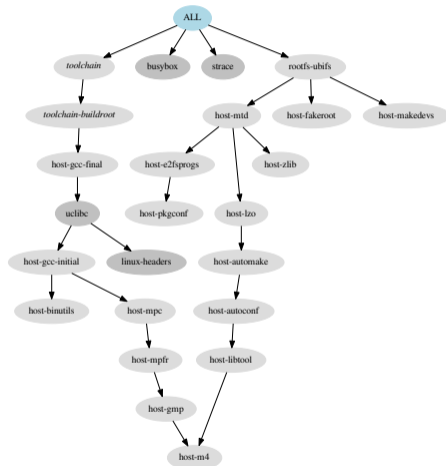 ALL
toolchain
busybox
strace
rootfs-ubifs
toolchain-buildroot
host-mtd
host-fakeroot
host-makedevs
host-gcc-final
host-e2fsprogs
host-zlib
uclibc
host-pkgconf
host-lzo
host-gcc-initial
linux-headers
host-automake
host-binutils
host-mpc
host-autoconf
host-mpfr
host-libtool
host-gmp
host-m4